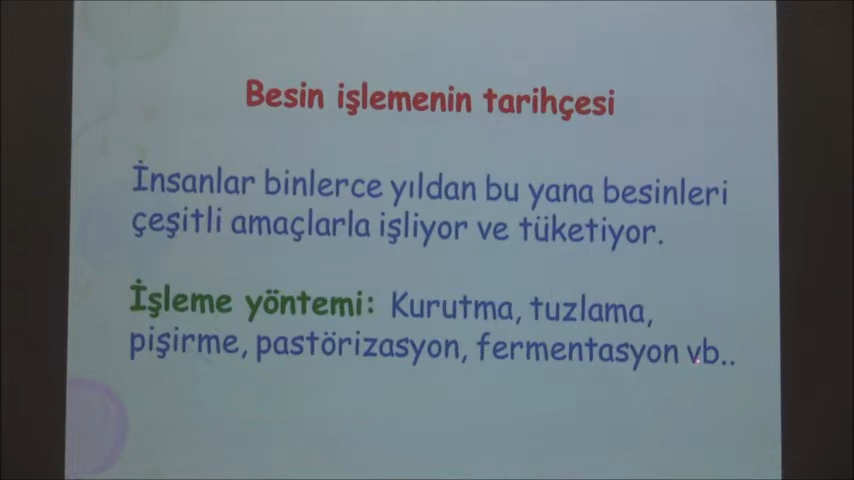 Besin işlemenin tarihçesi
İnsanlar binlerce yıldan bu yana besinleri
çeşitli amaçlarla işliyor ve tüketiyor.
İşleme yöntemi: Kurutma, tuzlama,
pişirme, pastörizasyon, fermentasyon vb..